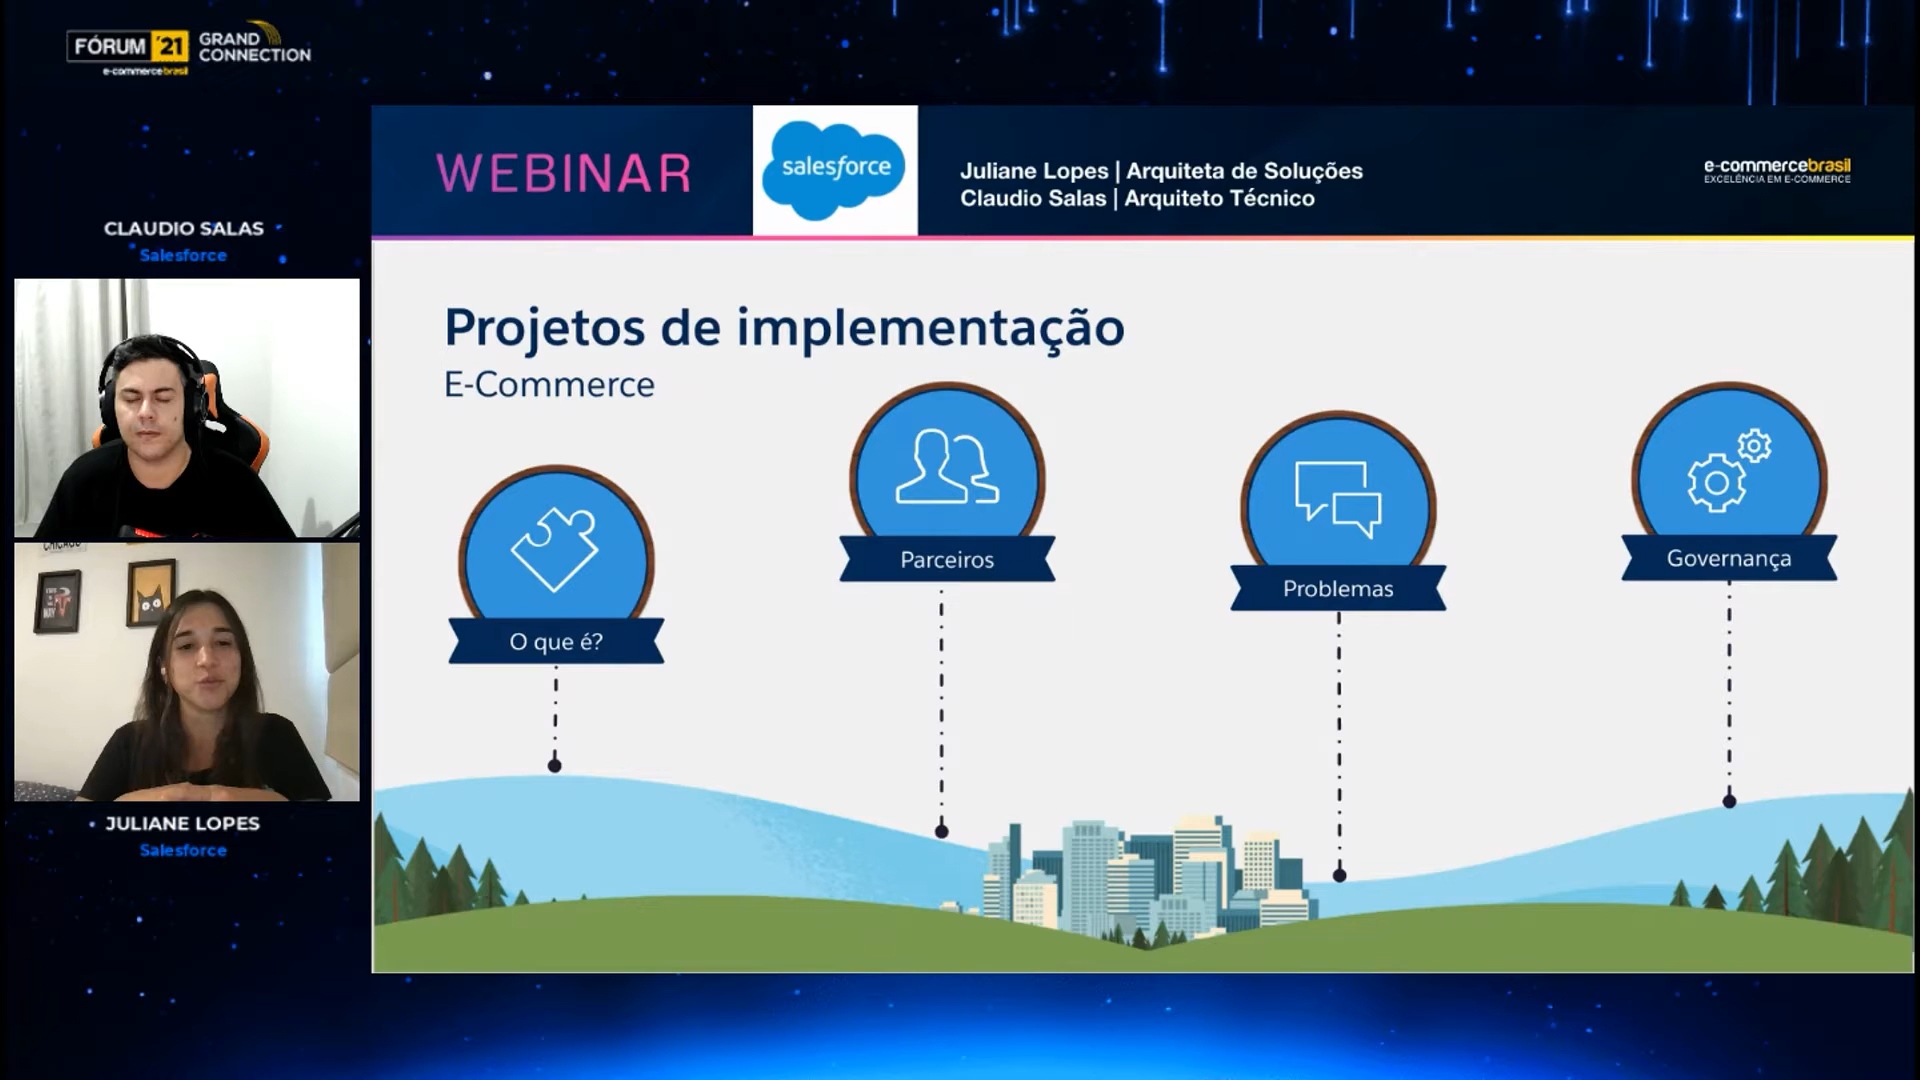 FÓRUM '21
GRAND
CONNECTION
e-commercebrasil
WEBINAR
salesforce
Juliane Lopes | Arquiteta de Soluções
Claudio Salas | Arquiteto Técnico
e-commercebrasil
EXCELÊNCIA EM E-COMMERCE
CLAUDIO SALAS
Salesforce
JULIANE LOPES
Salesforce
Projetos de implementação
E-Commerce
O que é?
Parceiros
Problemas
Governança